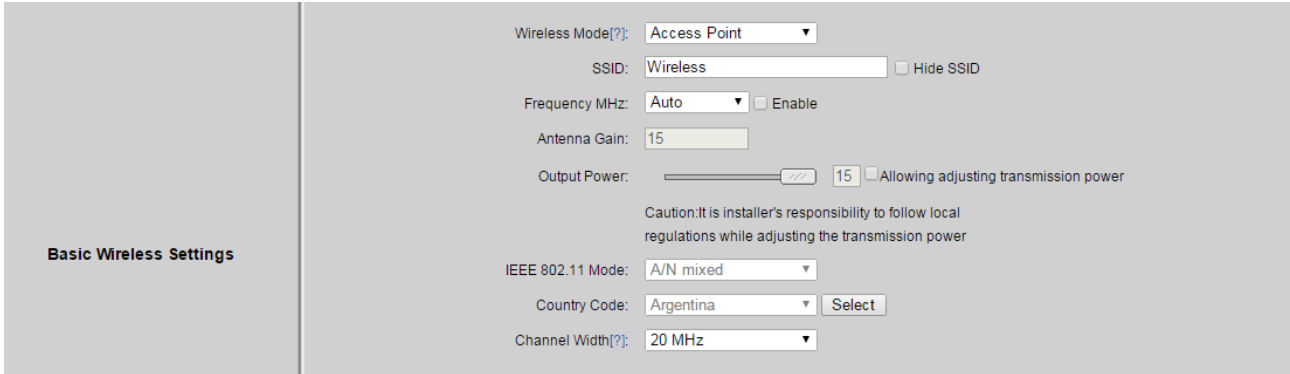 Wireless Mode[?]: Access Point
SSID: Wireless Hide SSID
Frequency MHz: Auto Enable
Antenna Gain: 15
Output Power: 15 Allowing adjusting transmission power
Caution:It is installer's responsibility to follow local
regulations while adjusting the transmission power
Basic Wireless Settings
IEEE 802.11 Mode: A/N mixed
Country Code: Argentina Select
Channel Width[?]: 20 MHz